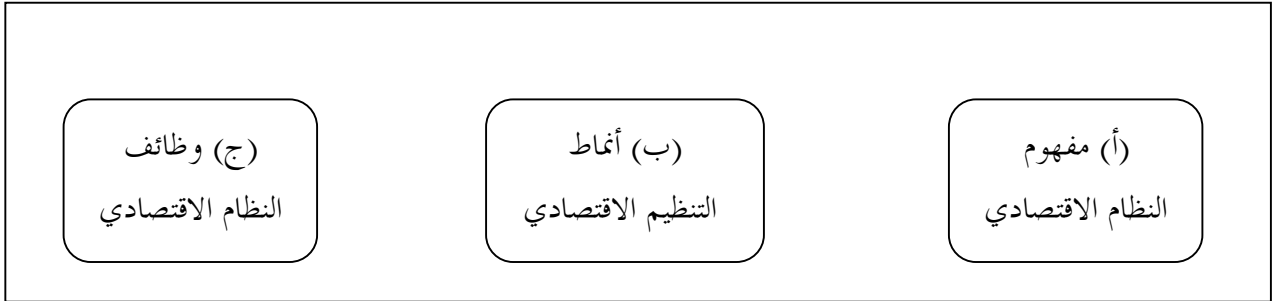 (أ) مفهوم
النظام الاقتصادي
(ب) أنماط
التنظيم الاقتصادي
(ج) وظائف
النظام الاقتصادي